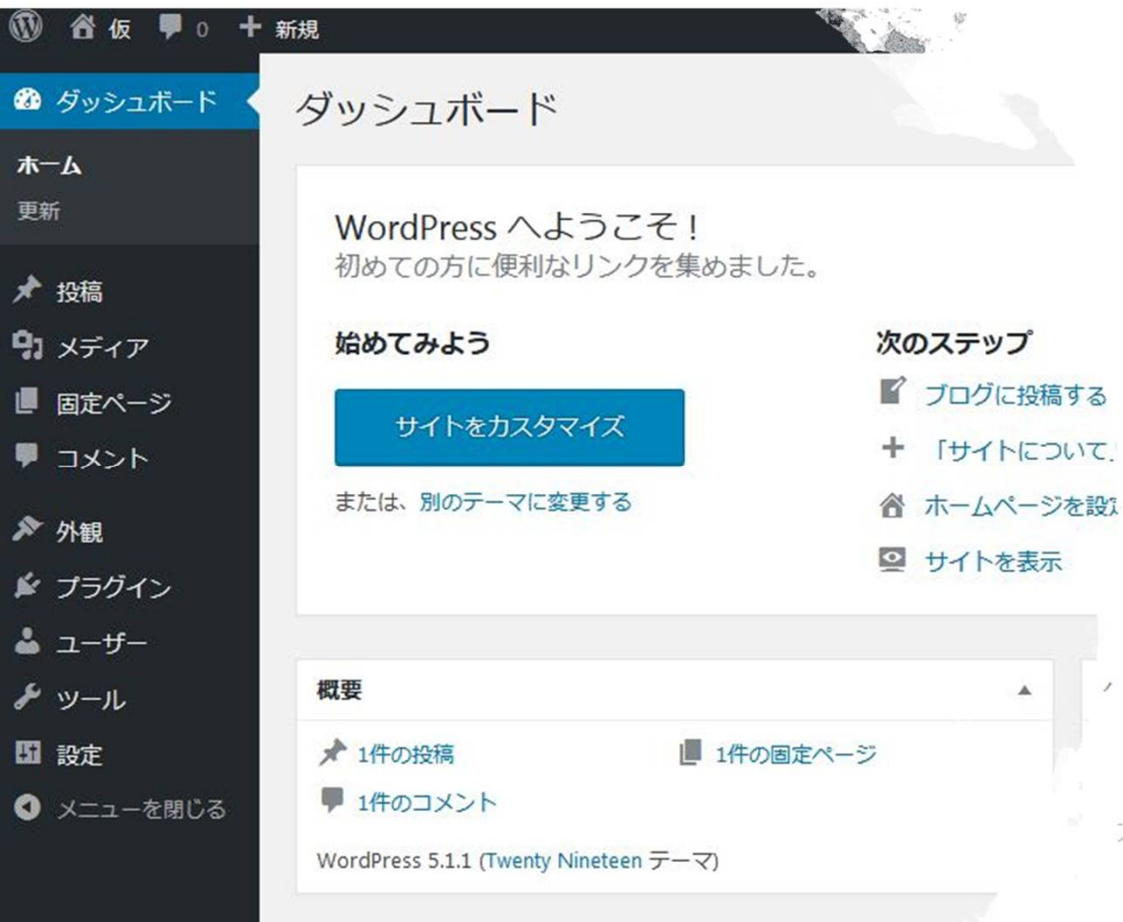 仮 0 新規
ダッシュボード
ホーム
更新
投稿
メディア
固定ページ
コメント
外観
プラグイン
ユーザー
ツール
設定
メニューを閉じる
ダッシュボード
WordPress へようこそ！
初めての方に便利なリンクを集めました。
始めてみよう
サイトをカスタマイズ
または、別のテーマに変更する
次のステップ
ブログに投稿する
「サイトについて」
ホームページを設
サイトを表示
概要
1件の投稿
1件の固定ページ
1件のコメント
WordPress 5.1.1 (Twenty Nineteen テーマ)